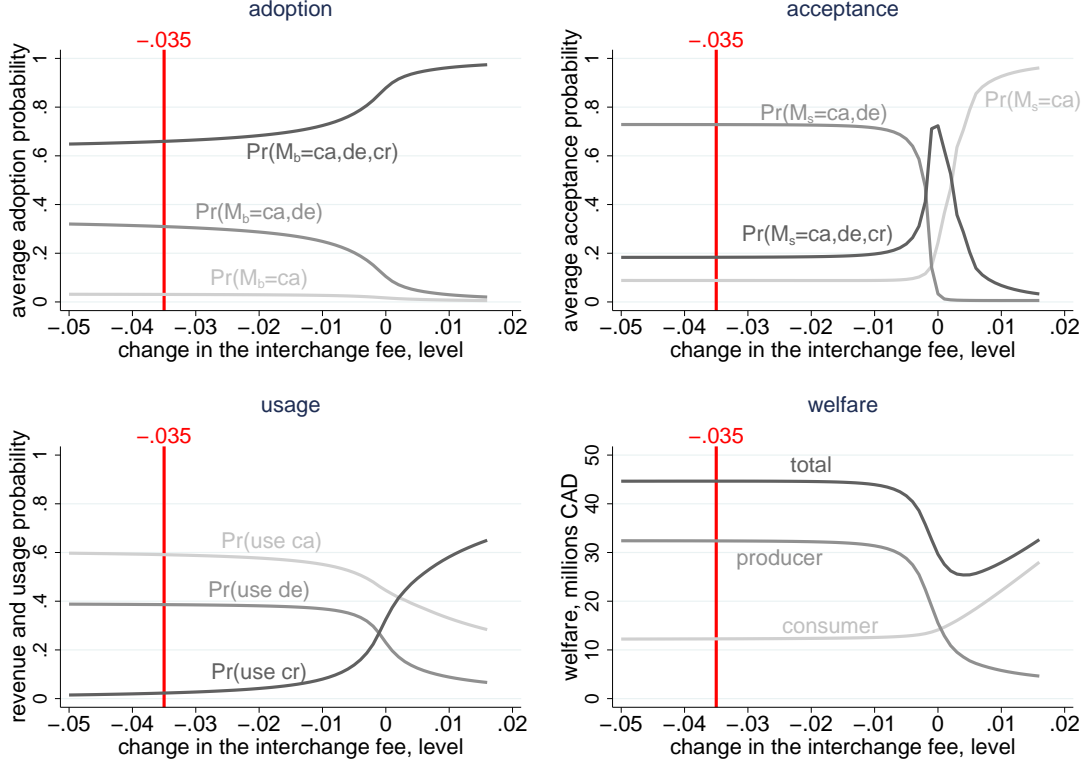 adoption
−.035
average adoption probability
0 .2 .4 .6 .8 1
Pr(M_b=ca,de,cr)
Pr(M_b=ca,de)
Pr(M_b=ca)
−.05 −.04 −.03 −.02 −.01 0 .01 .02
change in the interchange fee, level
acceptance
−.035
average acceptance probability
0 .2 .4 .6 .8 1
Pr(M_s=ca)
Pr(M_s=ca,de)
Pr(M_s=ca,de,cr)
−.05 −.04 −.03 −.02 −.01 0 .01 .02
change in the interchange fee, level
usage
−.035
revenue and usage probability
0 .2 .4 .6 .8 1
Pr(use ca)
Pr(use de)
Pr(use cr)
−.05 −.04 −.03 −.02 −.01 0 .01 .02
change in the interchange fee, level
welfare
−.035
welfare, millions CAD
0 10 20 30 40 50
total
producer
consumer
−.05 −.04 −.03 −.02 −.01 0 .01 .02
change in the interchange fee, level